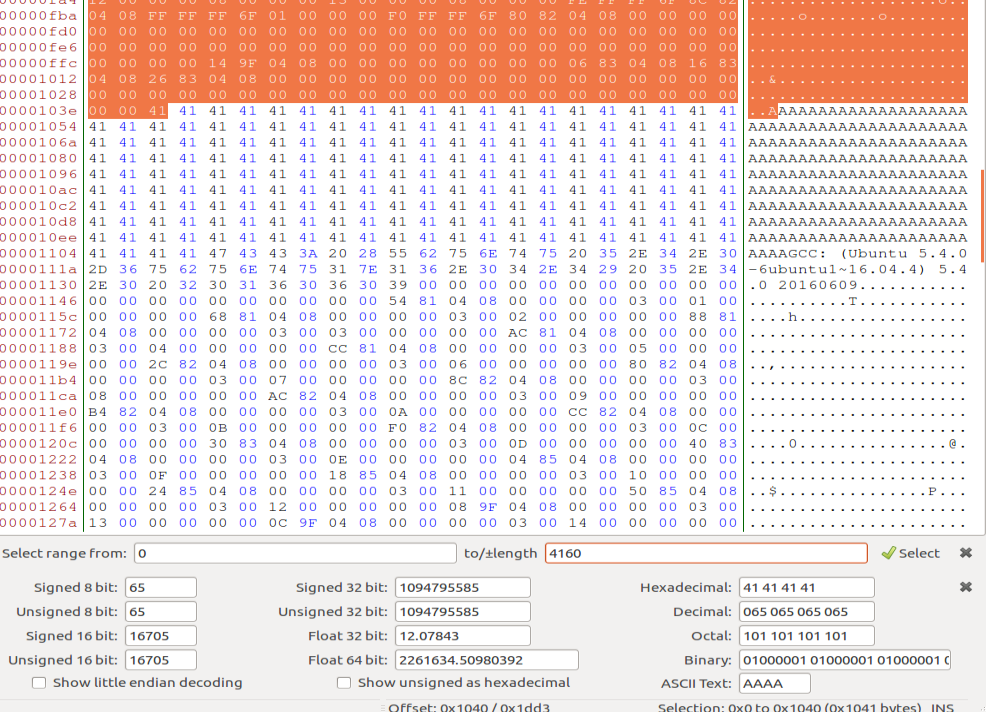 00000fba 04 08 FF FF FF 6F 01 00 00 00 F0 FF FF 6F 80 82 04 08 00 00 00 00 .....o.......o........
00000fd0 00 00 00 00 00 00 00 00 00 00 00 00 00 00 00 00 00 00 00 00 00 00 ......................
00000fe6 00 00 00 00 00 00 00 00 00 00 00 00 00 00 00 00 00 00 00 00 00 00 ......................
00000ffc 00 00 00 00 14 9F 04 08 00 00 00 00 00 00 00 00 06 83 04 08 16 83 ......................
00001012 04 08 26 83 04 08 00 00 00 00 00 00 00 00 00 00 00 00 00 00 00 00 ..&...................
00001028 00 00 00 00 00 00 00 00 00 00 00 00 00 00 00 00 00 00 00 00 00 00 ......................
0000103e 00 00 41 41 41 41 41 41 41 41 41 41 41 41 41 41 41 41 41 41 41 41 ..AAAAAAAAAAAAAAAAAAAA
00001054 41 41 41 41 41 41 41 41 41 41 41 41 41 41 41 41 41 41 41 41 41 41 AAAAAAAAAAAAAAAAAAAAAA
0000106a 41 41 41 41 41 41 41 41 41 41 41 41 41 41 41 41 41 41 41 41 41 41 AAAAAAAAAAAAAAAAAAAAAA
00001080 41 41 41 41 41 41 41 41 41 41 41 41 41 41 41 41 41 41 41 41 41 41 AAAAAAAAAAAAAAAAAAAAAA
00001096 41 41 41 41 41 41 41 41 41 41 41 41 41 41 41 41 41 41 41 41 41 41 AAAAAAAAAAAAAAAAAAAAAA
000010ac 41 41 41 41 41 41 41 41 41 41 41 41 41 41 41 41 41 41 41 41 41 41 AAAAAAAAAAAAAAAAAAAAAA
000010c2 41 41 41 41 41 41 41 41 41 41 41 41 41 41 41 41 41 41 41 41 41 41 AAAAAAAAAAAAAAAAAAAAAA
000010d8 41 41 41 41 41 41 41 41 41 41 41 41 41 41 41 41 41 41 41 41 41 41 AAAAAAAAAAAAAAAAAAAAAA
000010ee 41 41 41 41 41 41 41 41 41 41 41 41 41 41 41 41 41 41 41 41 41 41 AAAAAAAAAAAAAAAAAAAAAA
00001104 41 41 41 41 47 43 43 3A 20 28 55 62 75 6E 74 75 20 35 2E 34 2E 30 AAAAGCC: (Ubuntu 5.4.0
0000111a 2D 36 75 62 75 6E 74 75 31 7E 31 36 2E 30 34 2E 34 29 20 35 2E 34 -6ubuntu1~16.04.4) 5.4
00001130 2E 30 20 32 30 31 36 30 36 30 39 00 00 00 00 00 00 00 00 00 00 00 .0 20160609...........
00001146 00 00 00 00 00 00 00 54 81 04 08 00 00 00 00 00 00 00 03 00 01 00 ..........T...........
0000115c 00 00 00 00 68 81 04 08 00 00 00 00 03 00 02 00 00 00 00 00 88 81 ....h.................
00001172 04 08 00 00 00 00 03 00 03 00 00 00 00 00 AC 81 04 08 00 00 00 00 ......................
00001188 03 00 04 00 00 00 00 00 CC 81 04 08 00 00 00 00 03 00 05 00 00 00 ......................
0000119e 00 00 2C 82 04 08 00 00 00 00 03 00 06 00 00 00 00 00 80 82 04 08 ..,...................
000011b4 00 00 00 00 03 00 07 00 00 00 00 00 8C 82 04 08 00 00 00 00 03 00 ......................
000011ca 08 00 00 00 00 00 AC 82 04 08 00 00 00 00 03 00 09 00 00 00 00 00 ......................
000011e0 B4 82 04 08 00 00 00 00 03 00 0A 00 00 00 00 00 CC 82 04 08 00 00 ......................
000011f6 00 00 03 00 0B 00 00 00 00 00 F0 82 04 08 00 00 00 00 03 00 0C 00 ......................
0000120c 00 00 00 00 30 83 04 08 00 00 00 00 03 00 0D 00 00 00 00 00 40 83 ....0...............@.
00001222 04 08 00 00 00 00 03 00 0E 00 00 00 00 00 04 85 04 08 00 00 00 00 ......................
00001238 03 00 0F 00 00 00 00 00 18 85 04 08 00 00 00 00 03 00 10 00 00 00 ......................
0000124e 00 00 24 85 04 08 00 00 00 00 03 00 11 00 00 00 00 00 50 85 04 08 ..$...............P...
00001264 00 00 00 00 03 00 12 00 00 00 00 00 08 9F 04 08 00 00 00 00 03 00 ......................
0000127a 13 00 00 00 00 00 0C 9F 04 08 00 00 00 00 03 00 14 00 00 00 00 00 ......................
Select range from: 0 to/±length 4160 Select
Signed 8 bit: 65 Signed 32 bit: 1094795585 Hexadecimal: 41 41 41 41
Unsigned 8 bit: 65 Unsigned 32 bit: 1094795585 Decimal: 065 065 065 065
Signed 16 bit: 16705 Float 32 bit: 12.07843 Octal: 101 101 101 101
Unsigned 16 bit: 16705 Float 64 bit: 2261634.50980392 Binary: 01000001 01000001 01000001 0
Show little endian decoding Show unsigned as hexadecimal ASCII Text: AAAA
Offset: 0x1040 / 0x1dd3 Selection: 0x0 to 0x1040 (0x1041 bytes) INS